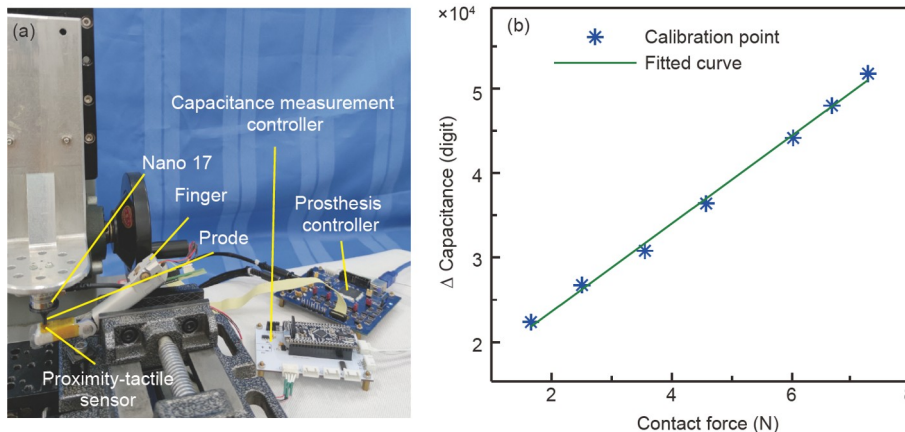 (a)
Capacitance measurement
controller
Nano 17
Finger
Prosthesis
controller
Prode
Proximity-tactile
sensor
×10⁴
(b)
Calibration point
Fitted curve
5
4
3
2
Δ Capacitance (digit)
2
4
6
8
Contact force (N)